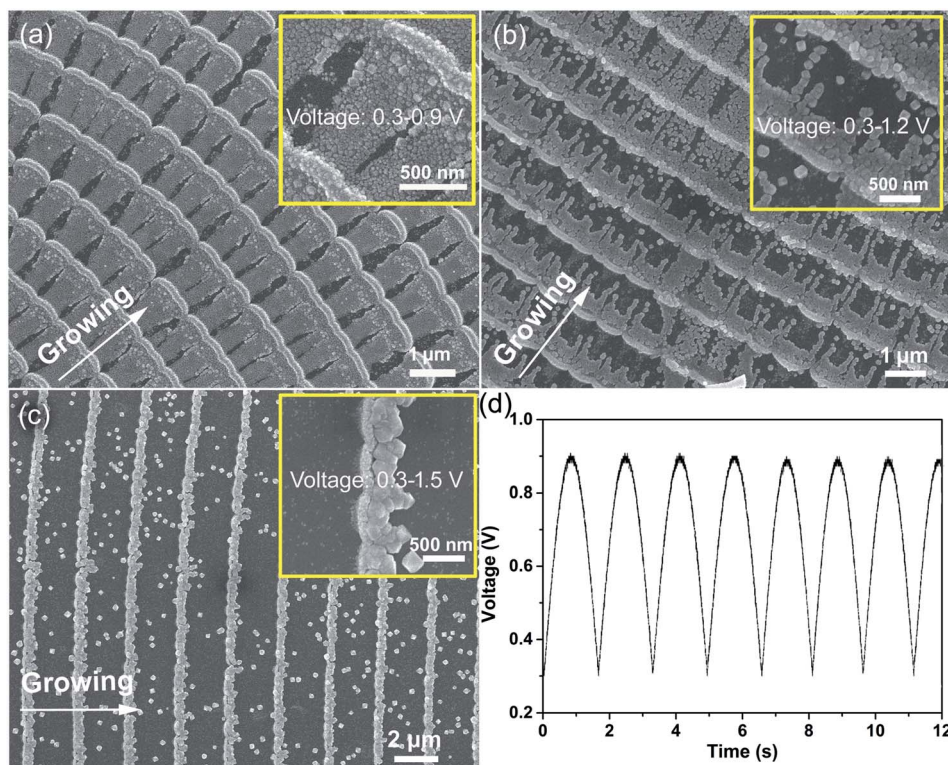 (a)
Voltage: 0.3-0.9 V
500 nm
Growing
1 µm
(b)
Voltage: 0.3-1.2 V
500 nm
Growing
1 µm
(c)
Voltage: 0.3-1.5 V
500 nm
Growing
2 µm
(d)
1.0
0.8
0.6
0.4
0.2
Voltage (V)
0 2 4 6 8 10 12
Time (s)